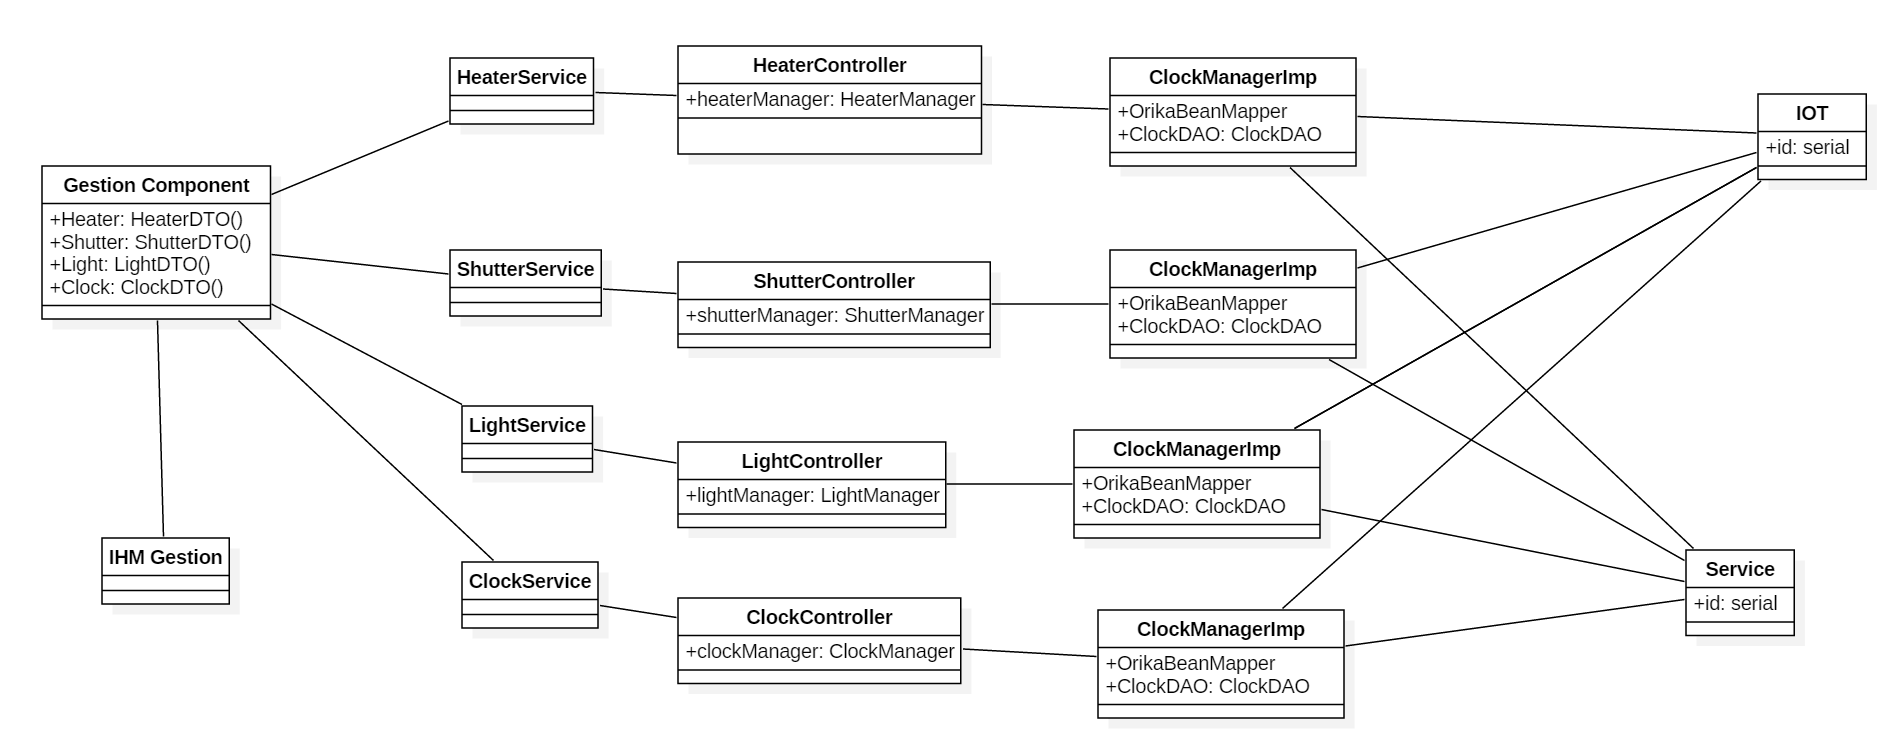 Gestion Component
+Heater: HeaterDTO()
+Shutter: ShutterDTO()
+Light: LightDTO()
+Clock: ClockDTO()
IHM Gestion
HeaterService
ShutterService
LightService
ClockService
HeaterController
+heaterManager: HeaterManager
ShutterController
+shutterManager: ShutterManager
LightController
+lightManager: LightManager
ClockController
+clockManager: ClockManager
ClockManagerImp
+OrikaBeanMapper
+ClockDAO: ClockDAO
ClockManagerImp
+OrikaBeanMapper
+ClockDAO: ClockDAO
ClockManagerImp
+OrikaBeanMapper
+ClockDAO: ClockDAO
ClockManagerImp
+OrikaBeanMapper
+ClockDAO: ClockDAO
IOT
+id: serial
Service
+id: serial